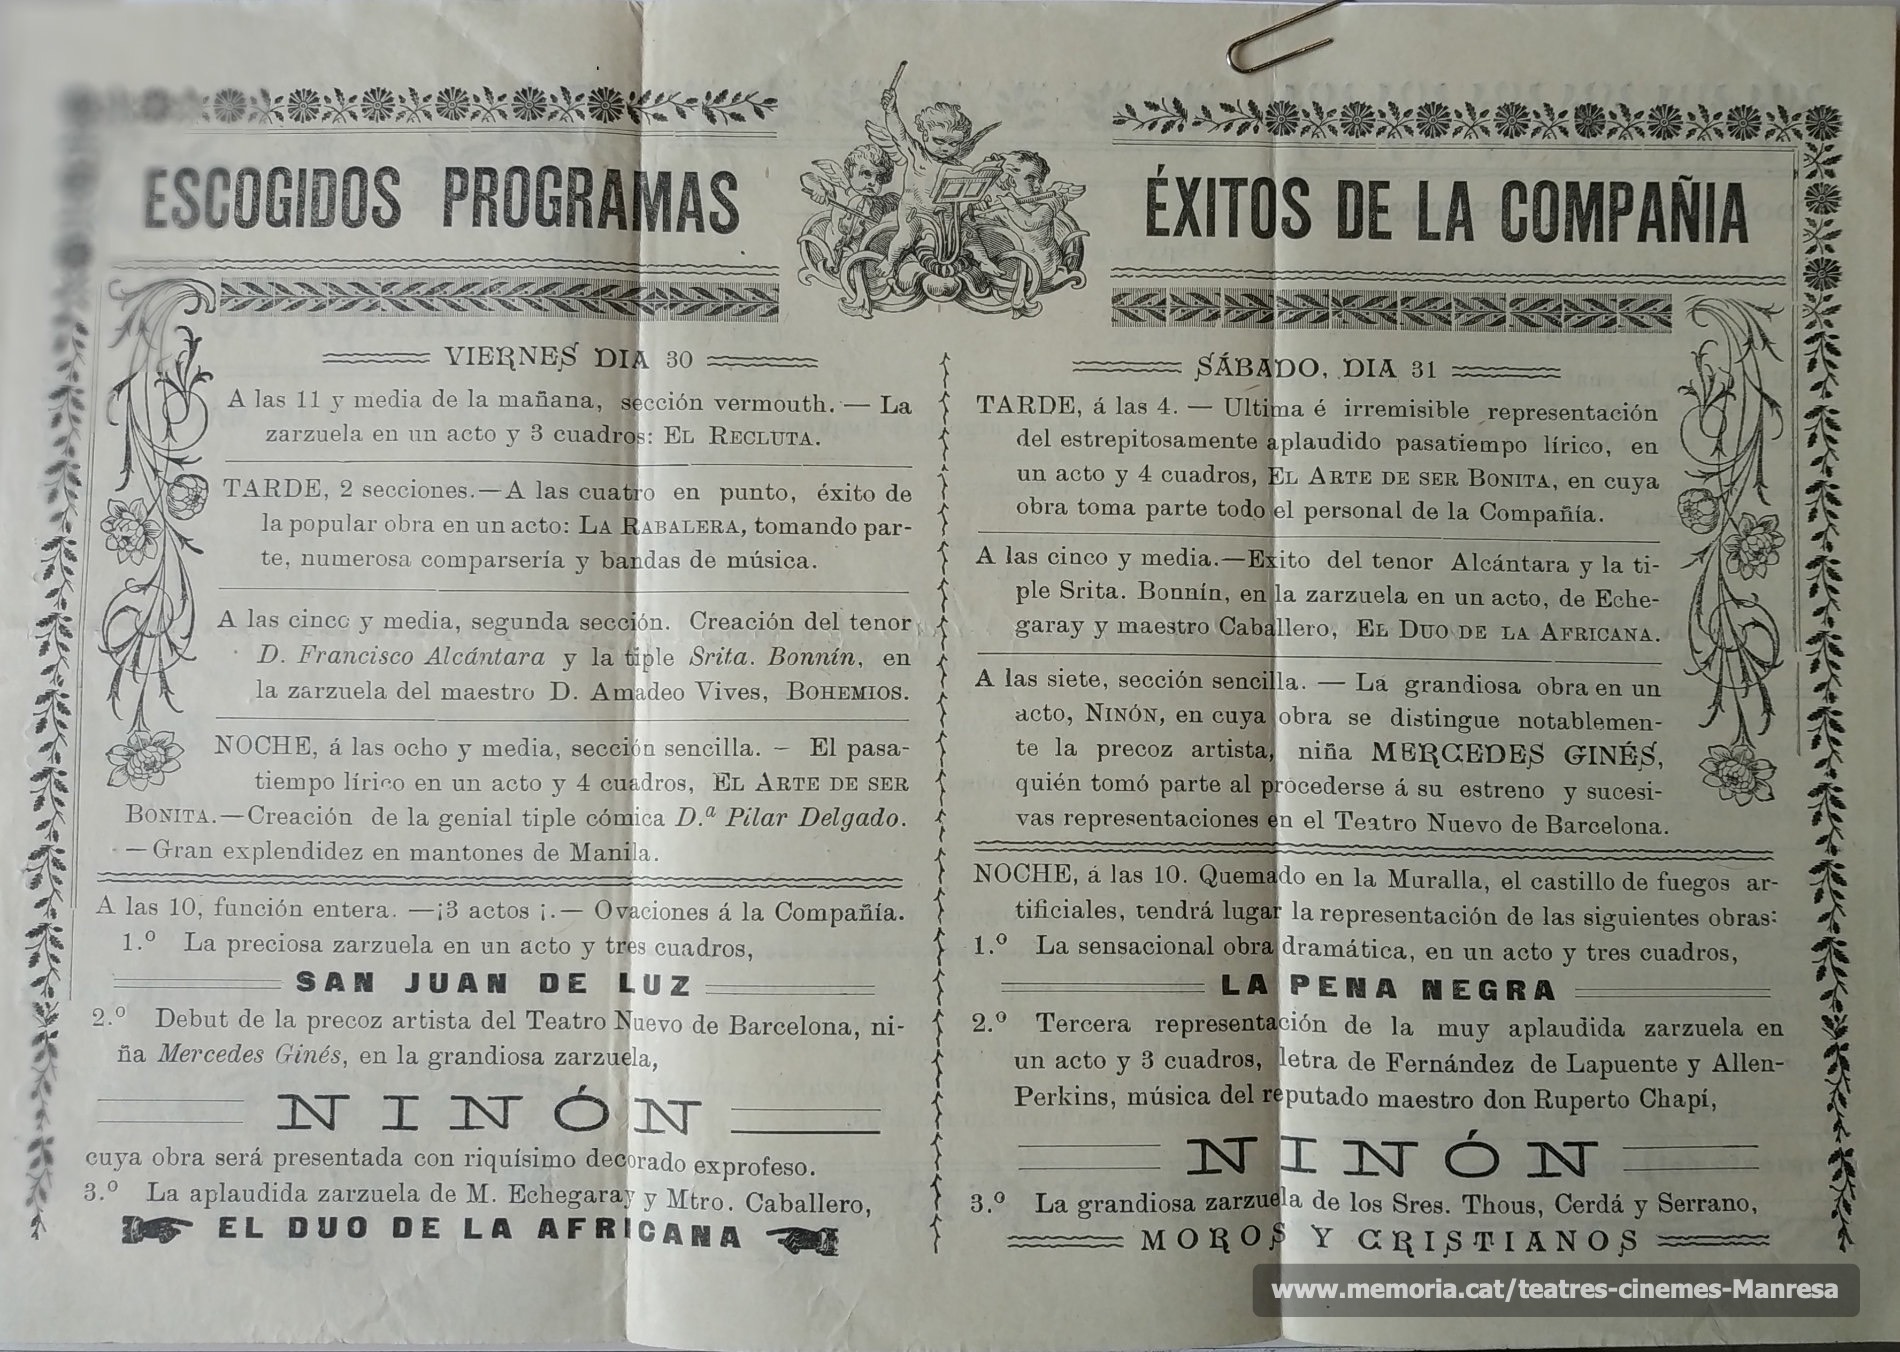 ESCOGIDOS PROGRAMAS
VIERNES DIA 30
A las 11 y media de la mañana, sección vermouth. — La
zarzuela en un acto y 3 cuadros: EL RECLUTA.
TARDE, 2 secciones.—A las cuatro en punto, éxito de
la popular obra en un acto: LA RABALERA, tomando par-
te, numerosa comparsería y bandas de música.
A las cinco y media, segunda sección. Creación del tenor
D. Francisco Alcántara y la tiple Srita. Bonnín, en
la zarzuela del maestro D. Amadeo Vives, BOHEMIOS.
NOCHE, á las ocho y media, sección sencilla. — El pasa-
tiempo lírico en un acto y 4 cuadros, EL ARTE DE SER
BONITA.—Creación de la genial tiple cómica D.ª Pilar Delgado.
— Gran explendidez en mantones de Manila.
A las 10, función entera. —¡3 actos ¡.— Ovaciones á la Compañía.
1.º La preciosa zarzuela en un acto y tres cuadros,
SAN JUAN DE LUZ
2.º Debut de la precoz artista del Teatro Nuevo de Barcelona, ni-
ña Mercedes Ginés, en la grandiosa zarzuela,
NINÓN
cuya obra será presentada con riquísimo decorado exprofeso.
3.º La aplaudida zarzuela de M. Echegaray y Mtro. Caballero,
EL DUO DE LA AFRICANA
ÉXITOS DE LA COMPAÑIA
SÁBADO, DIA 31
TARDE, á las 4. — Ultima é irremisible representación
del estrepitosamente aplaudido pasatiempo lírico, en
un acto y 4 cuadros, EL ARTE DE SER BONITA, en cuya
obra toma parte todo el personal de la Compañía.
A las cinco y media.—Exito del tenor Alcántara y la ti-
ple Srita. Bonnín, en la zarzuela en un acto, de Eche-
garay y maestro Caballero, EL DUO DE LA AFRICANA.
A las siete, sección sencilla. — La grandiosa obra en un
acto, NINÓN, en cuya obra se distingue notablemen-
te la precoz artista, niña MERCEDES GINÉS,
quién tomó parte al procederse á su estreno y sucesi-
vas representaciones en el Teatro Nuevo de Barcelona.
NOCHE, á las 10. Quemado en la Muralla, el castillo de fuegos ar-
tificiales, tendrá lugar la representación de las siguientes obras:
1.º La sensacional obra dramática, en un acto y tres cuadros,
LA PENA NEGRA
2.º Tercera representación de la muy aplaudida zarzuela en
un acto y 3 cuadros, letra de Fernández de Lapuente y Allen-
Perkins, música del reputado maestro don Ruperto Chapí,
NINÓN
3.º La grandiosa zarzuela de los Sres. Thous, Cerdá y Serrano,
MOROS Y CRISTIANOS
www.memoria.cat/teatres-cinemes-Manresa